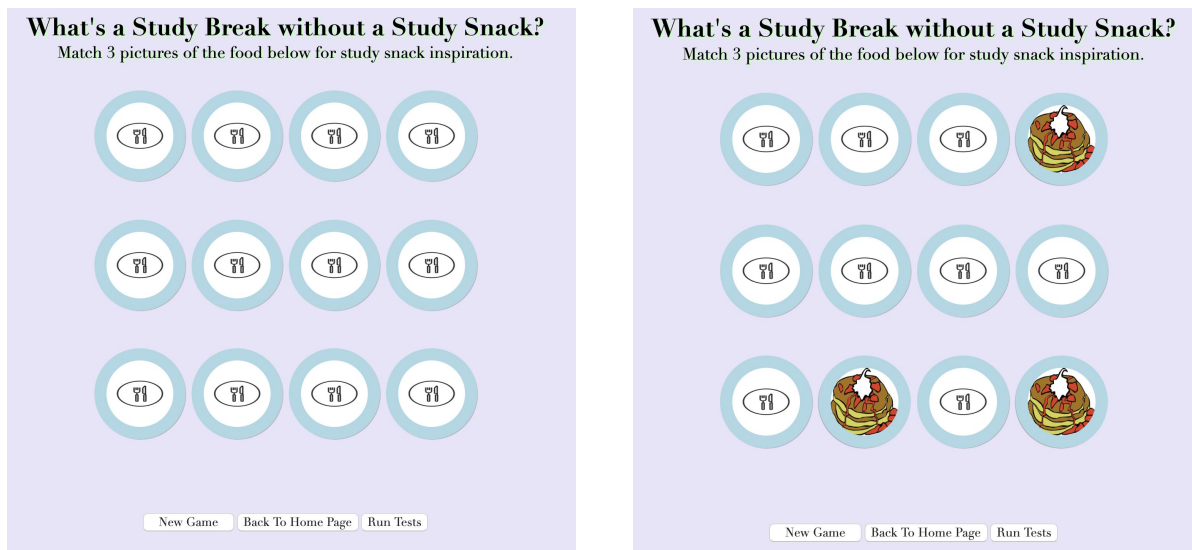 What's a Study Break without a Study Snack?
Match 3 pictures of the food below for study snack inspiration.
New Game
Back To Home Page
Run Tests
What's a Study Break without a Study Snack?
Match 3 pictures of the food below for study snack inspiration.
New Game
Back To Home Page
Run Tests